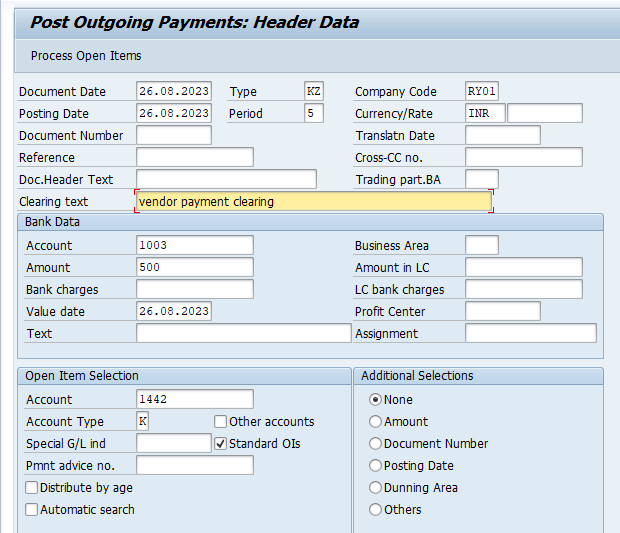 Post Outgoing Payments: Header Data
Process Open Items
Document Date 26.08.2023 Type KZ Company Code RY01
Posting Date 26.08.2023 Period 5 Currency/Rate INR
Document Number Translatn Date
Reference Cross-CC no.
Doc.Header Text Trading part.BA
Clearing text vendor payment clearing
Bank Data
Account 1003 Business Area
Amount 500 Amount in LC
Bank charges LC bank charges
Value date 26.08.2023 Profit Center
Text Assignment
Open Item Selection Additional Selections
Account 1442 None
Account Type K Other accounts Amount
Special G/L ind Standard OIs Document Number
Pmnt advice no. Posting Date
Distribute by age Dunning Area
Automatic search Others